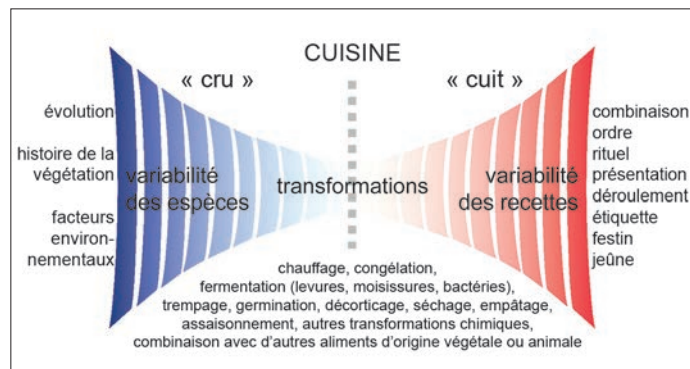 CUISINE
« cru »
« cuit »
évolution
histoire de la
végétation
facteurs
environ-
nementaux
variabilité
des espèces
transformations
variabilité
des recettes
combinaison
ordre
rituel
présentation
déroulement
étiquette
festin
jeûne
chauffage, congélation,
fermentation (levures, moisissures, bactéries),
trempage, germination, décorticage, séchage, empâtage,
assaisonnement, autres transformations chimiques,
combinaison avec d'autres aliments d'origine végétale ou animale